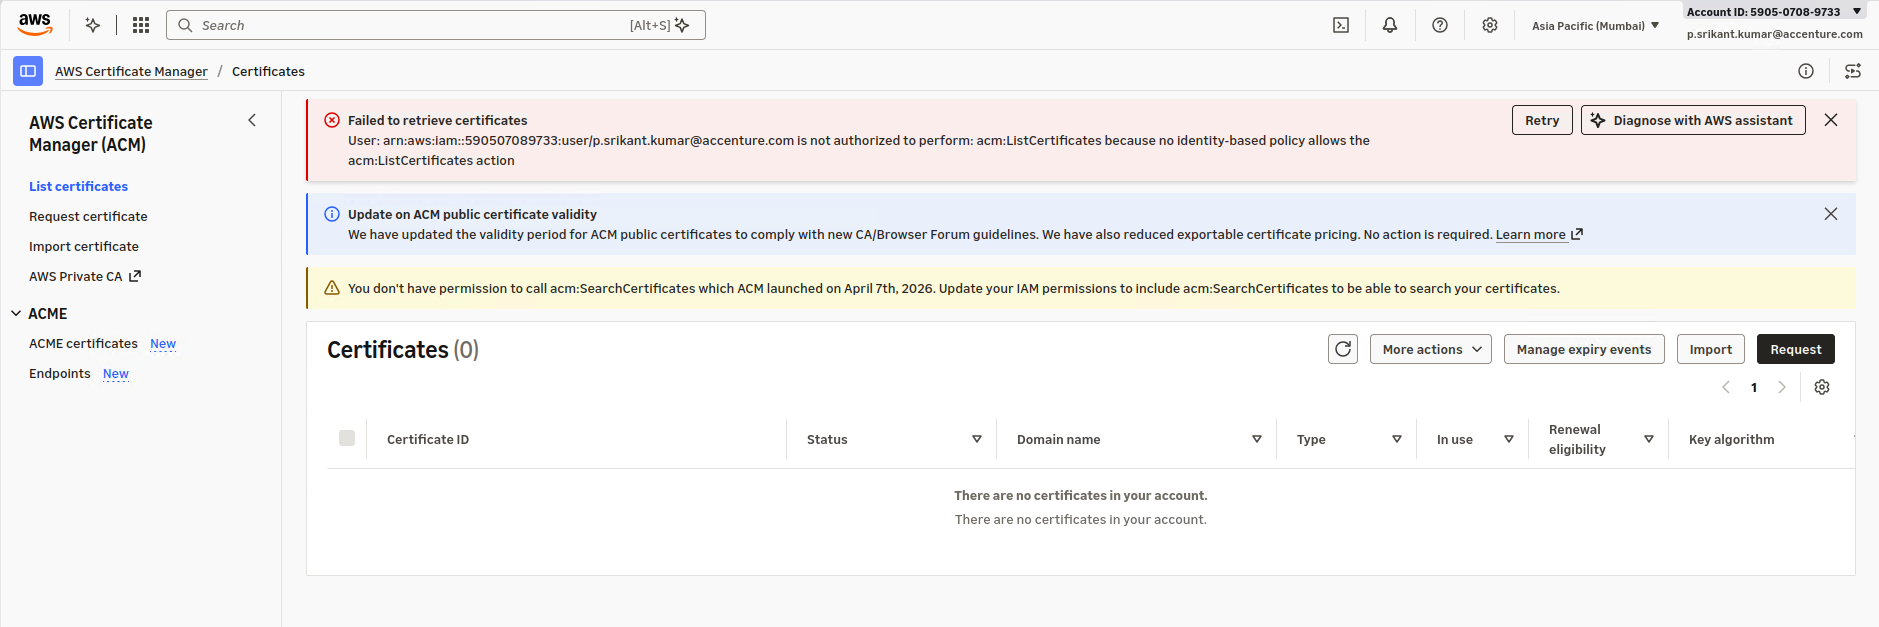 aws
Search
[Alt+S]
Asia Pacific (Mumbai)
Account ID: 5905-0708-9733
p.srikant.kumar@accenture.com
AWS Certificate Manager / Certificates
AWS Certificate
Manager (ACM)
List certificates
Request certificate
Import certificate
AWS Private CA
ACME
ACME certificates New
Endpoints New
Failed to retrieve certificates
User: arn:aws:iam::590507089733:user/p.srikant.kumar@accenture.com is not authorized to perform: acm:ListCertificates because no identity-based policy allows the
acm:ListCertificates action
Retry
Diagnose with AWS assistant
Update on ACM public certificate validity
We have updated the validity period for ACM public certificates to comply with new CA/Browser Forum guidelines. We have also reduced exportable certificate pricing. No action is required. Learn more
You don't have permission to call acm:SearchCertificates which ACM launched on April 7th, 2026. Update your IAM permissions to include acm:SearchCertificates to be able to search your certificates.
Certificates (0)
More actions
Manage expiry events
Import
Request
1
Certificate ID
Status
Domain name
Type
In use
Renewal
eligibility
Key algorithm
There are no certificates in your account.
There are no certificates in your account.